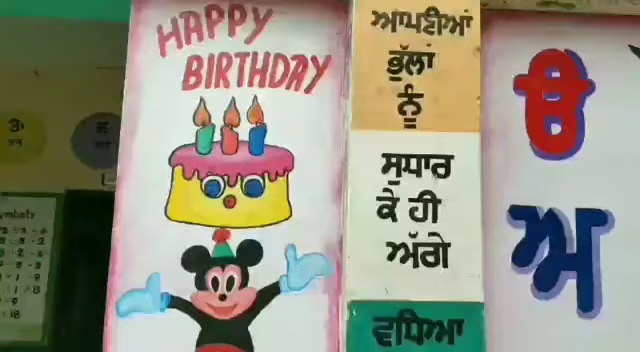 HAPPY
BIRTHDAY
ਆਪਣੀਆਂ
ਭੁੱਲਾਂ
ਨੂੰ
ਸੁਧਾਰ
ਕੇ ਹੀ
ਅੱਗੇ
ਵਧਿਆ
ੳ
ਅ